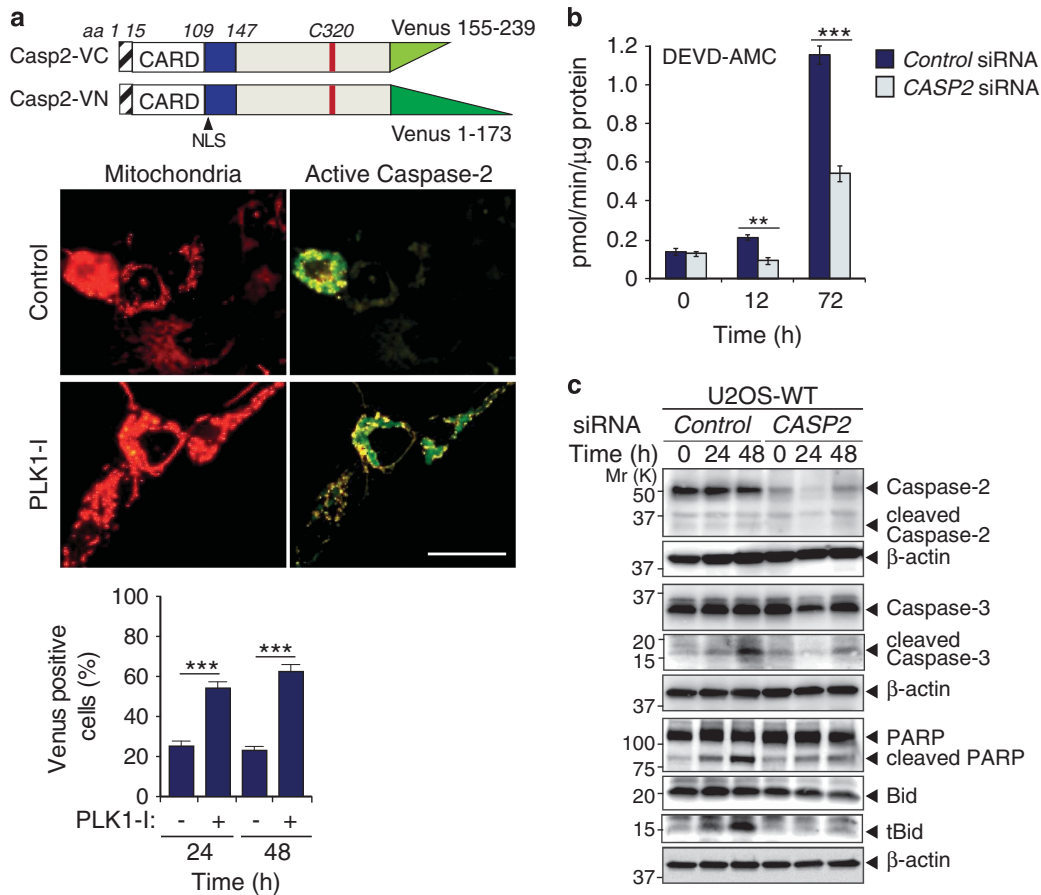 a
aa 1 15 109 147 C320 Venus 155-239
Casp2-VC CARD
Casp2-VN CARD
NLS Venus 1-173
Mitochondria Active Caspase-2
Control
PLK1-I
Venus positive
cells (%)
100
80
60
40
20
0
*** ***
PLK1-I: - + - +
24 48
Time (h)
b
DEVD-AMC
Control siRNA
CASP2 siRNA
pmol/min/µg protein
1.2
1.0
0.8
0.6
0.4
0.2
0
** ***
0 12 72
Time (h)
c
U2OS-WT
siRNA Control CASP2
Time (h) 0 24 48 0 24 48
Mr (K)
50 Caspase-2
37 cleaved
Caspase-2
37 β-actin
37 Caspase-3
20 cleaved
15 Caspase-3
37 β-actin
PARP
100
75 cleaved PARP
20 Bid
15 tBid
37 β-actin